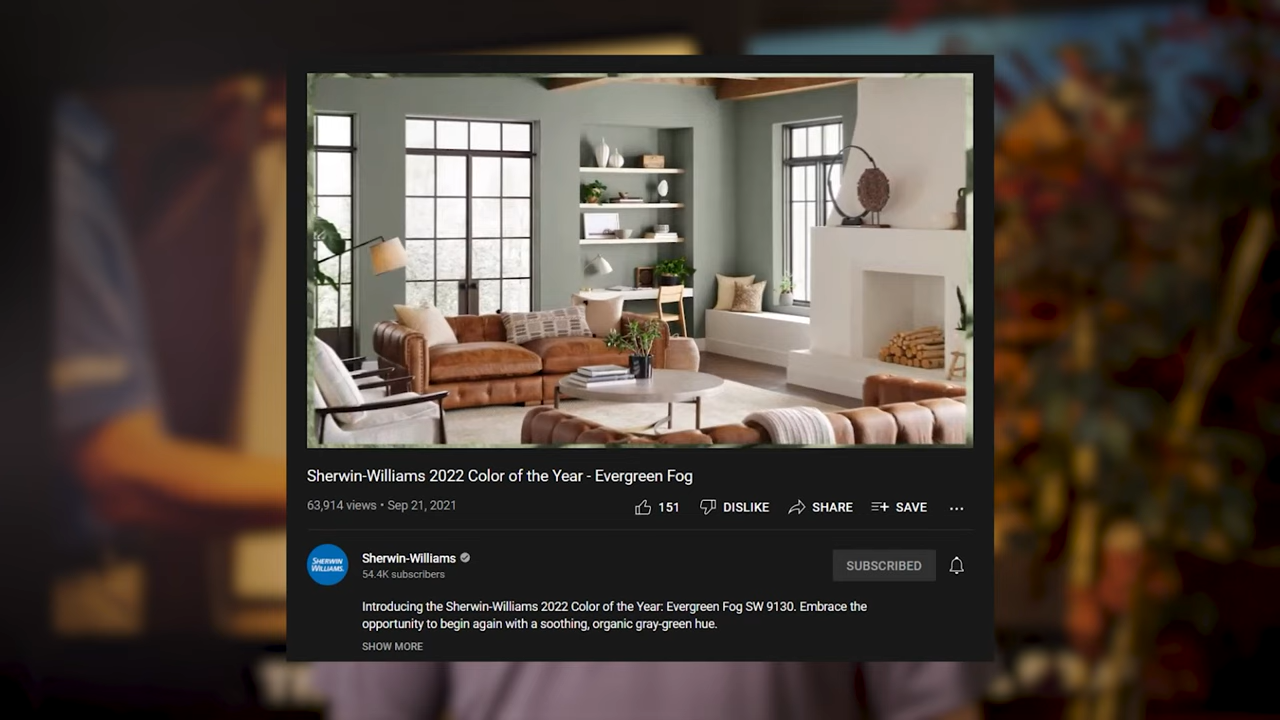 Sherwin-Williams 2022 Color of the Year - Evergreen Fog
63,914 views • Sep 21, 2021
151 DISLIKE SHARE SAVE
SHERWIN
WILLIAMS.
Sherwin-Williams
54.4K subscribers
SUBSCRIBED
Introducing the Sherwin-Williams 2022 Color of the Year: Evergreen Fog SW 9130. Embrace the
opportunity to begin again with a soothing, organic gray-green hue.
SHOW MORE